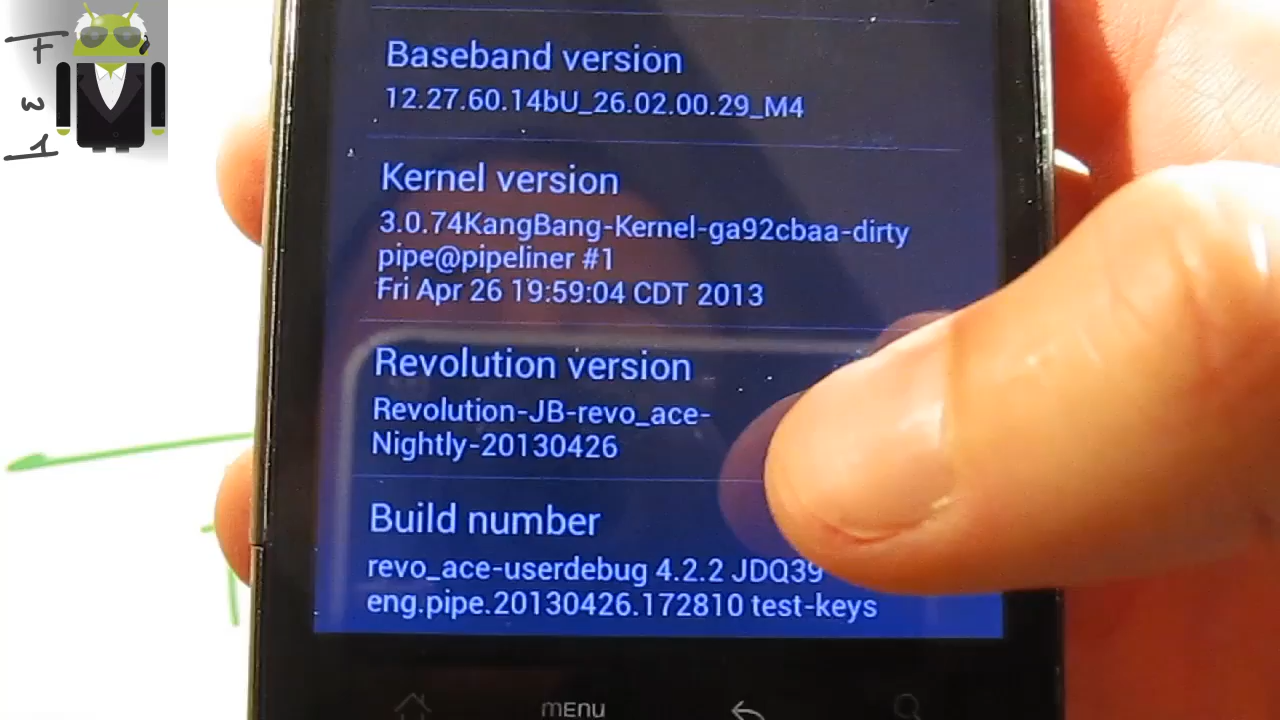 F
w
1
Baseband version
12.27.60.14bU_26.02.00.29_M4
Kernel version
3.0.74KangBang-Kernel-ga92cbaa-dirty
pipe@pipeliner #1
Fri Apr 26 19:59:04 CDT 2013
Revolution version
Revolution-JB-revo_ace-
Nightly-20130426
Build number
revo_ace-userdebug 4.2.2 JDQ39
eng.pipe.20130426.172810 test-keys
MENU